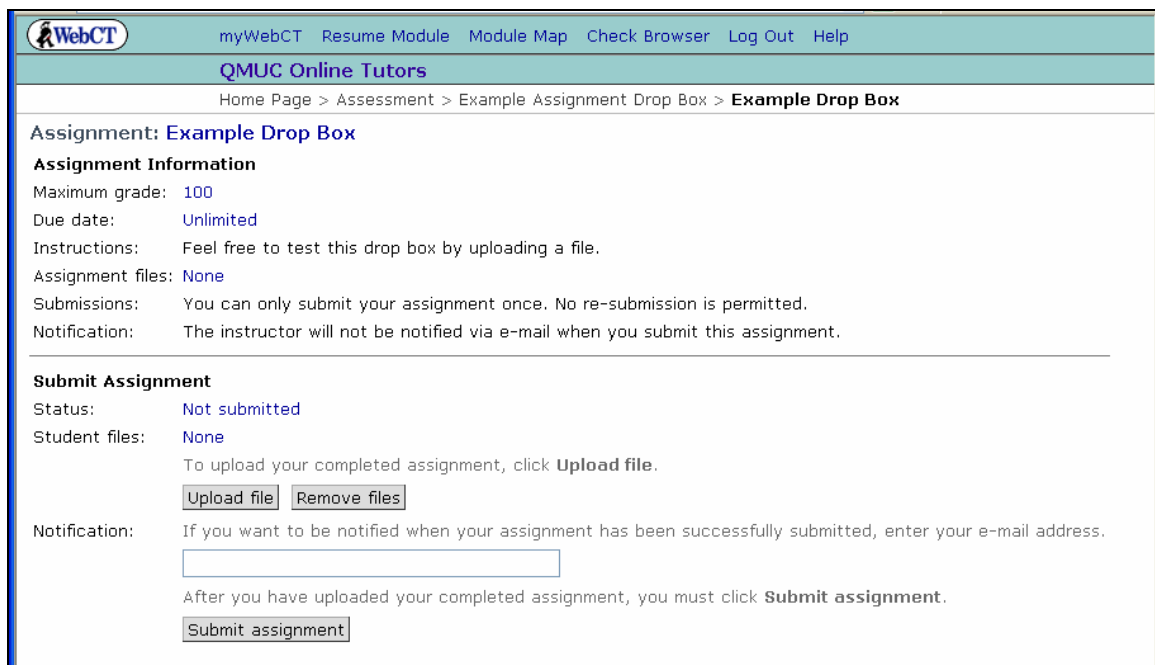 WebCT myWebCT Resume Module Module Map Check Browser Log Out Help
QMUC Online Tutors
Home Page > Assessment > Example Assignment Drop Box > Example Drop Box
Assignment: Example Drop Box
Assignment Information
Maximum grade: 100
Due date: Unlimited
Instructions: Feel free to test this drop box by uploading a file.
Assignment files: None
Submissions: You can only submit your assignment once. No re-submission is permitted.
Notification: The instructor will not be notified via e-mail when you submit this assignment.
Submit Assignment
Status: Not submitted
Student files: None
To upload your completed assignment, click Upload file.
Upload file Remove files
Notification: If you want to be notified when your assignment has been successfully submitted, enter your e-mail address.
After you have uploaded your completed assignment, you must click Submit assignment.
Submit assignment